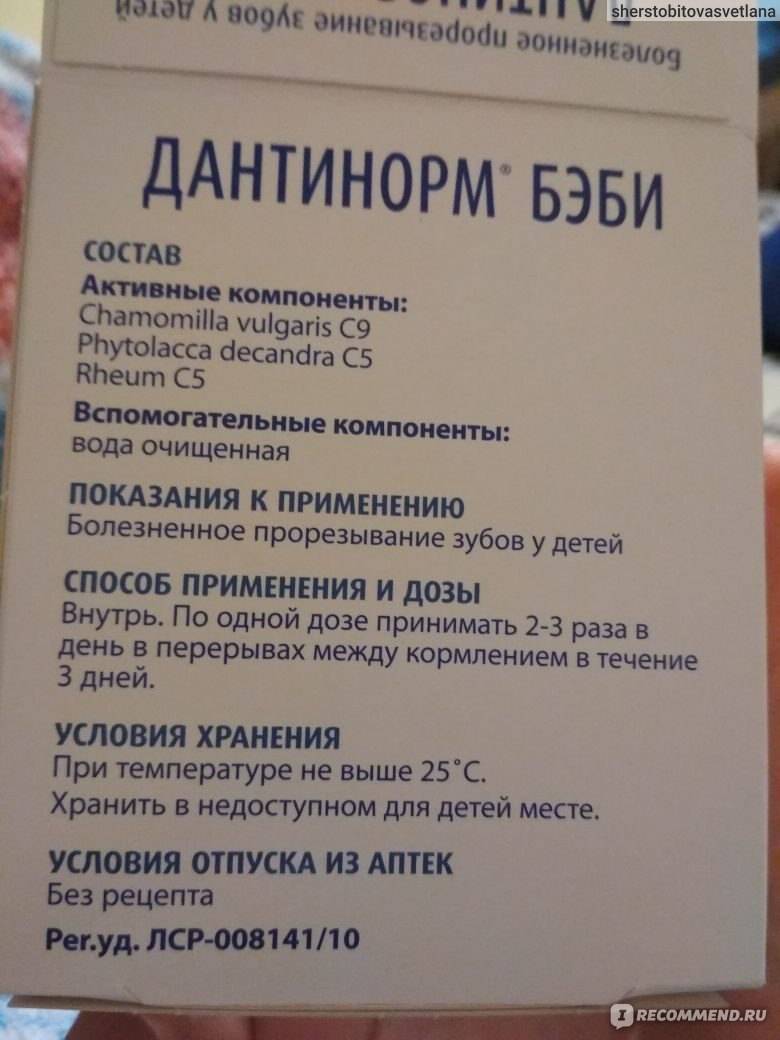 sherstobitovasvetlana
Болезненное прорезывание зубов у детей
ДАНТИНОРМ® БЭБИ
СОСТАВ
Активные компоненты:
Chamomilla vulgaris C9
Phytolacca decandra C5
Rheum C5
Вспомогательные компоненты:
вода очищенная
ПОКАЗАНИЯ К ПРИМЕНЕНИЮ
Болезненное прорезывание зубов у детей
СПОСОБ ПРИМЕНЕНИЯ И ДОЗЫ
Внутрь. По одной дозе принимать 2-3 раза в
день в перерывах между кормлением в течение
3 дней.
УСЛОВИЯ ХРАНЕНИЯ
При температуре не выше 25˚С.
Хранить в недоступном для детей месте.
УСЛОВИЯ ОТПУСКА ИЗ АПТЕК
Без рецепта
Рег.уд. ЛСР-008141/10
IRECOMMEND.RU